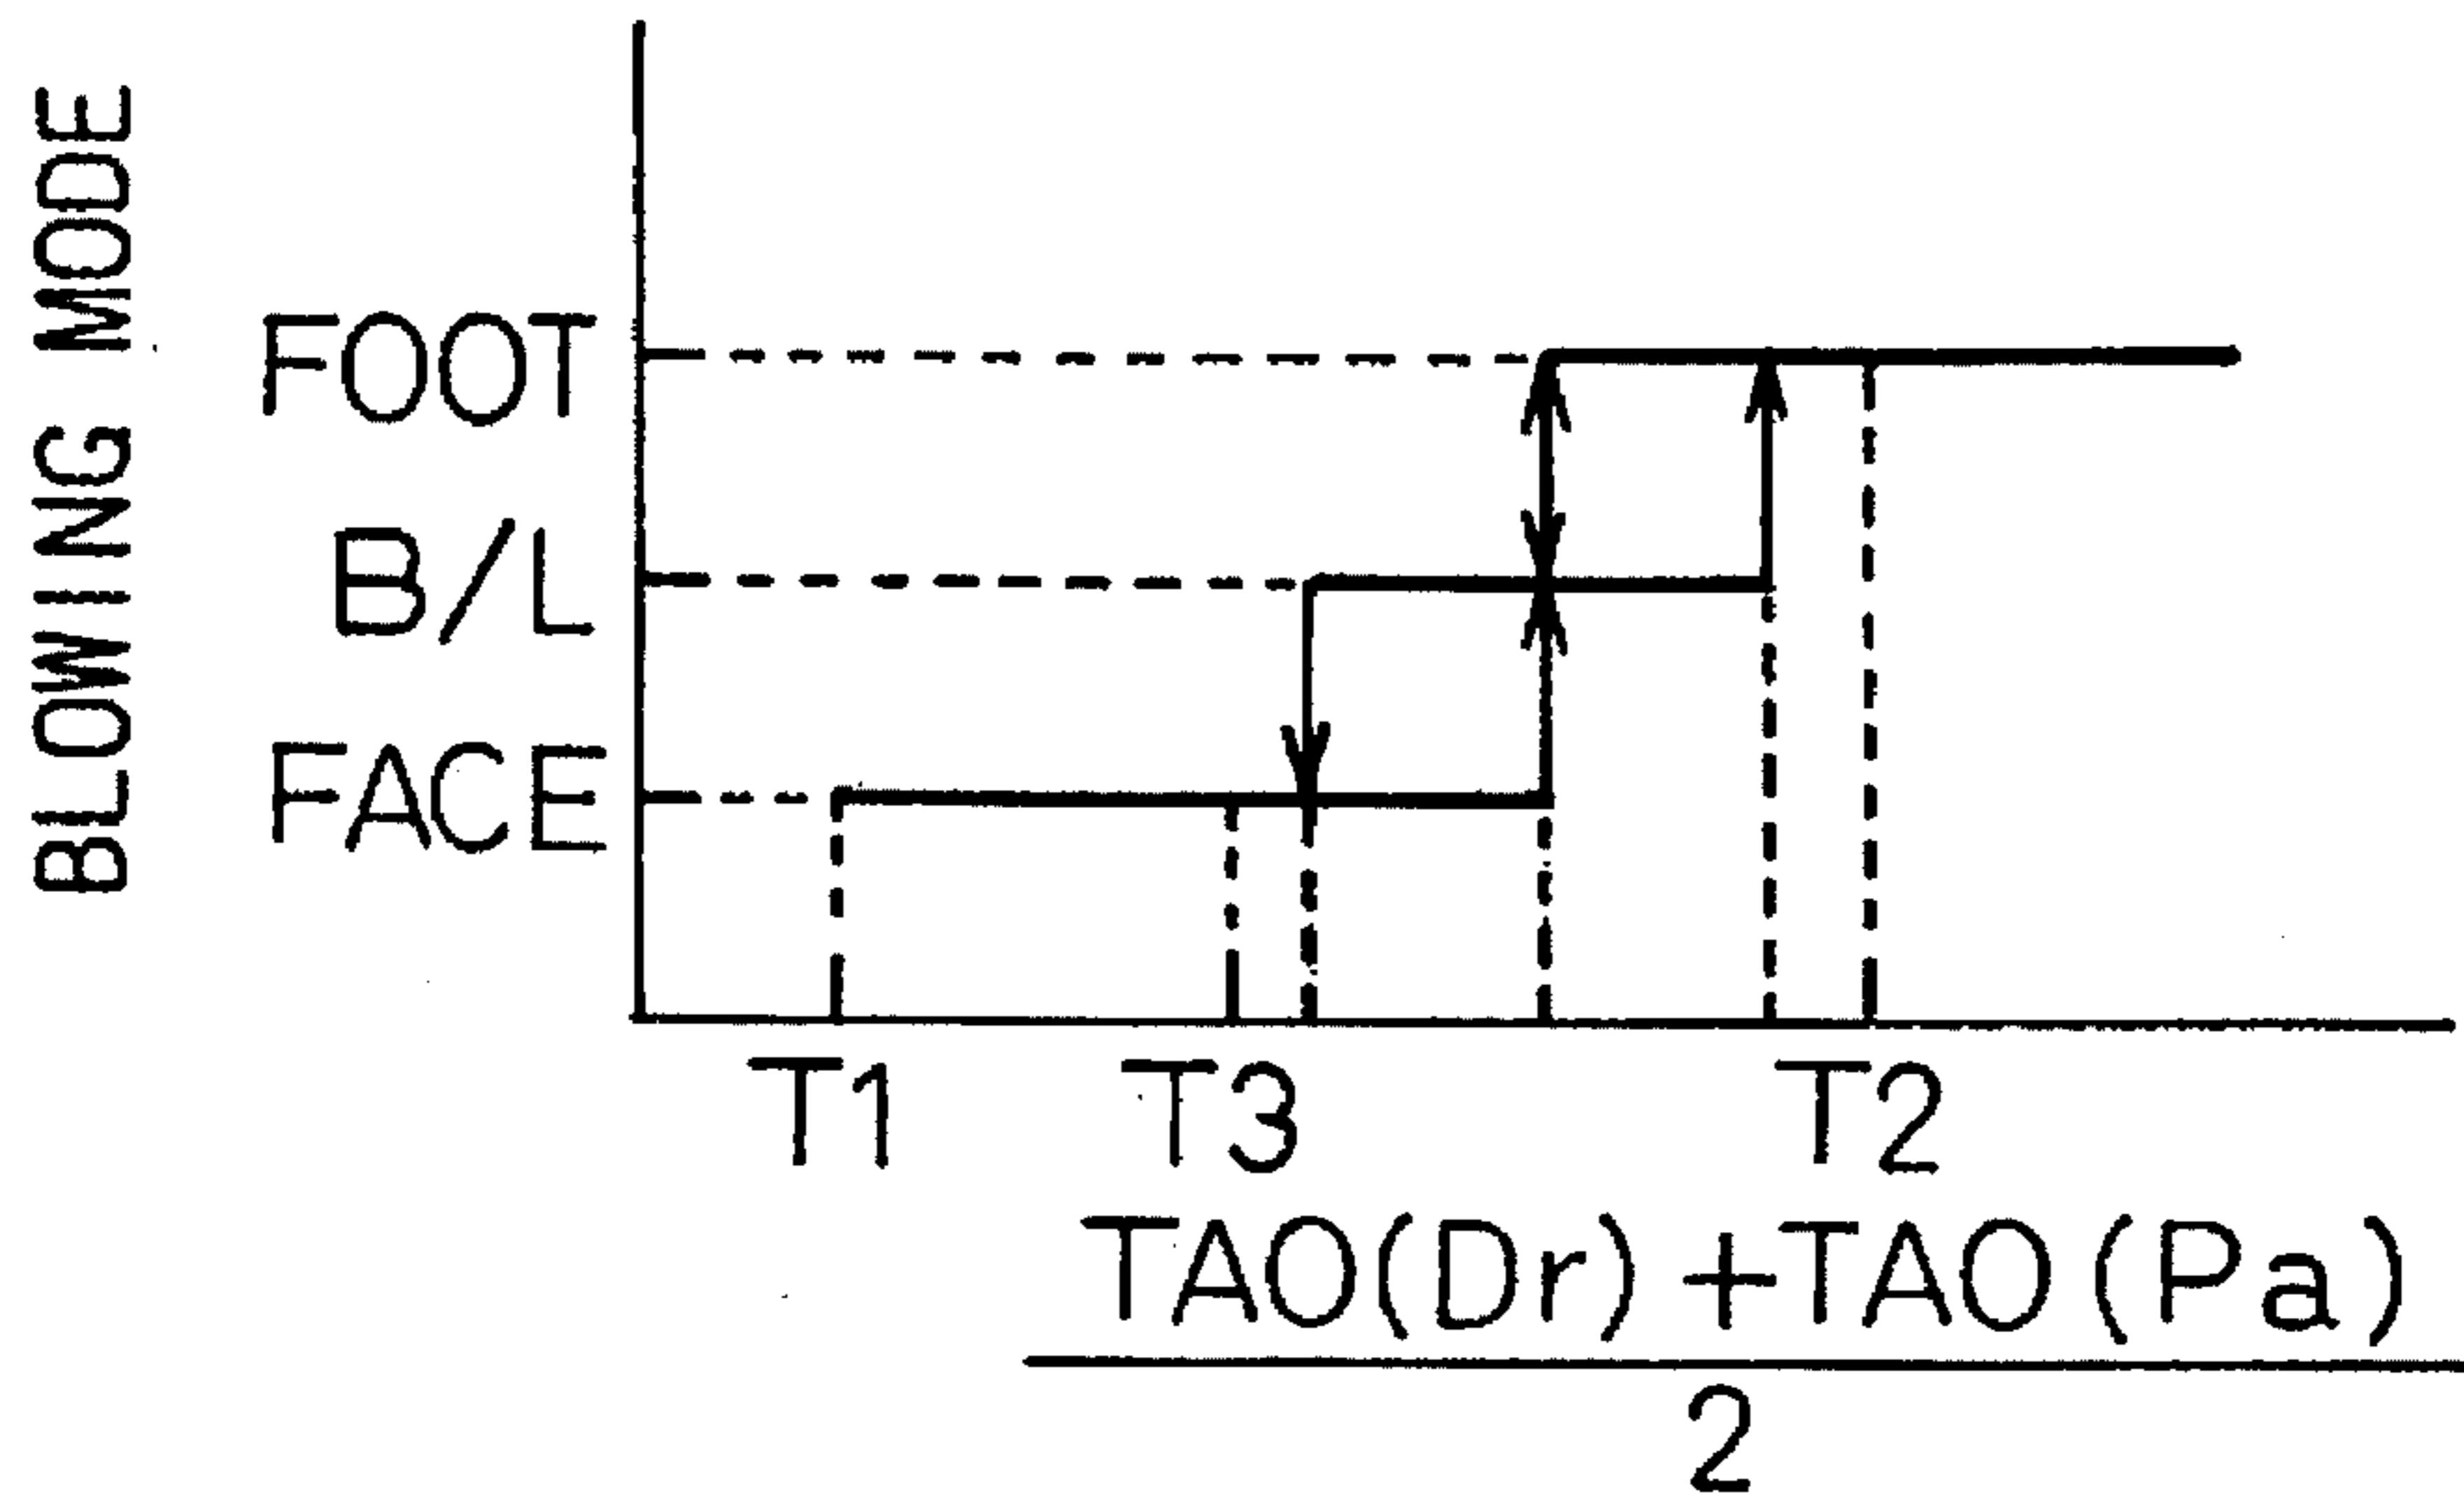 BLOWING MODE
FOOT
B/L
FACE
T1 T3 T2
TAO(Dr)+TAO(Pa)
2